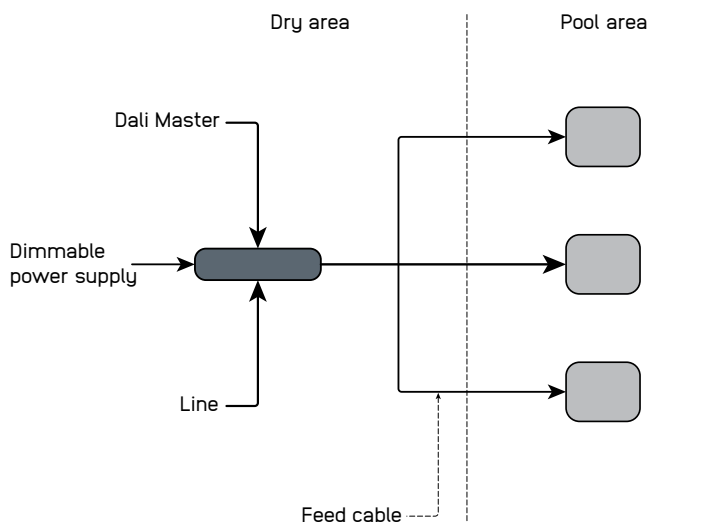 Dry area
Pool area
Dali Master
Dimmable
power supply
Line
Feed cable